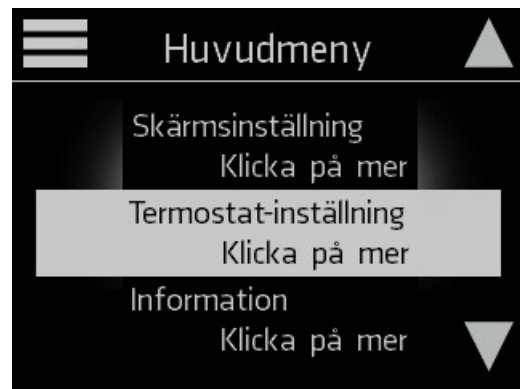 Huvudmeny
Skärmsinställning
Klicka på mer
Termostat-inställning
Klicka på mer
Information
Klicka på mer